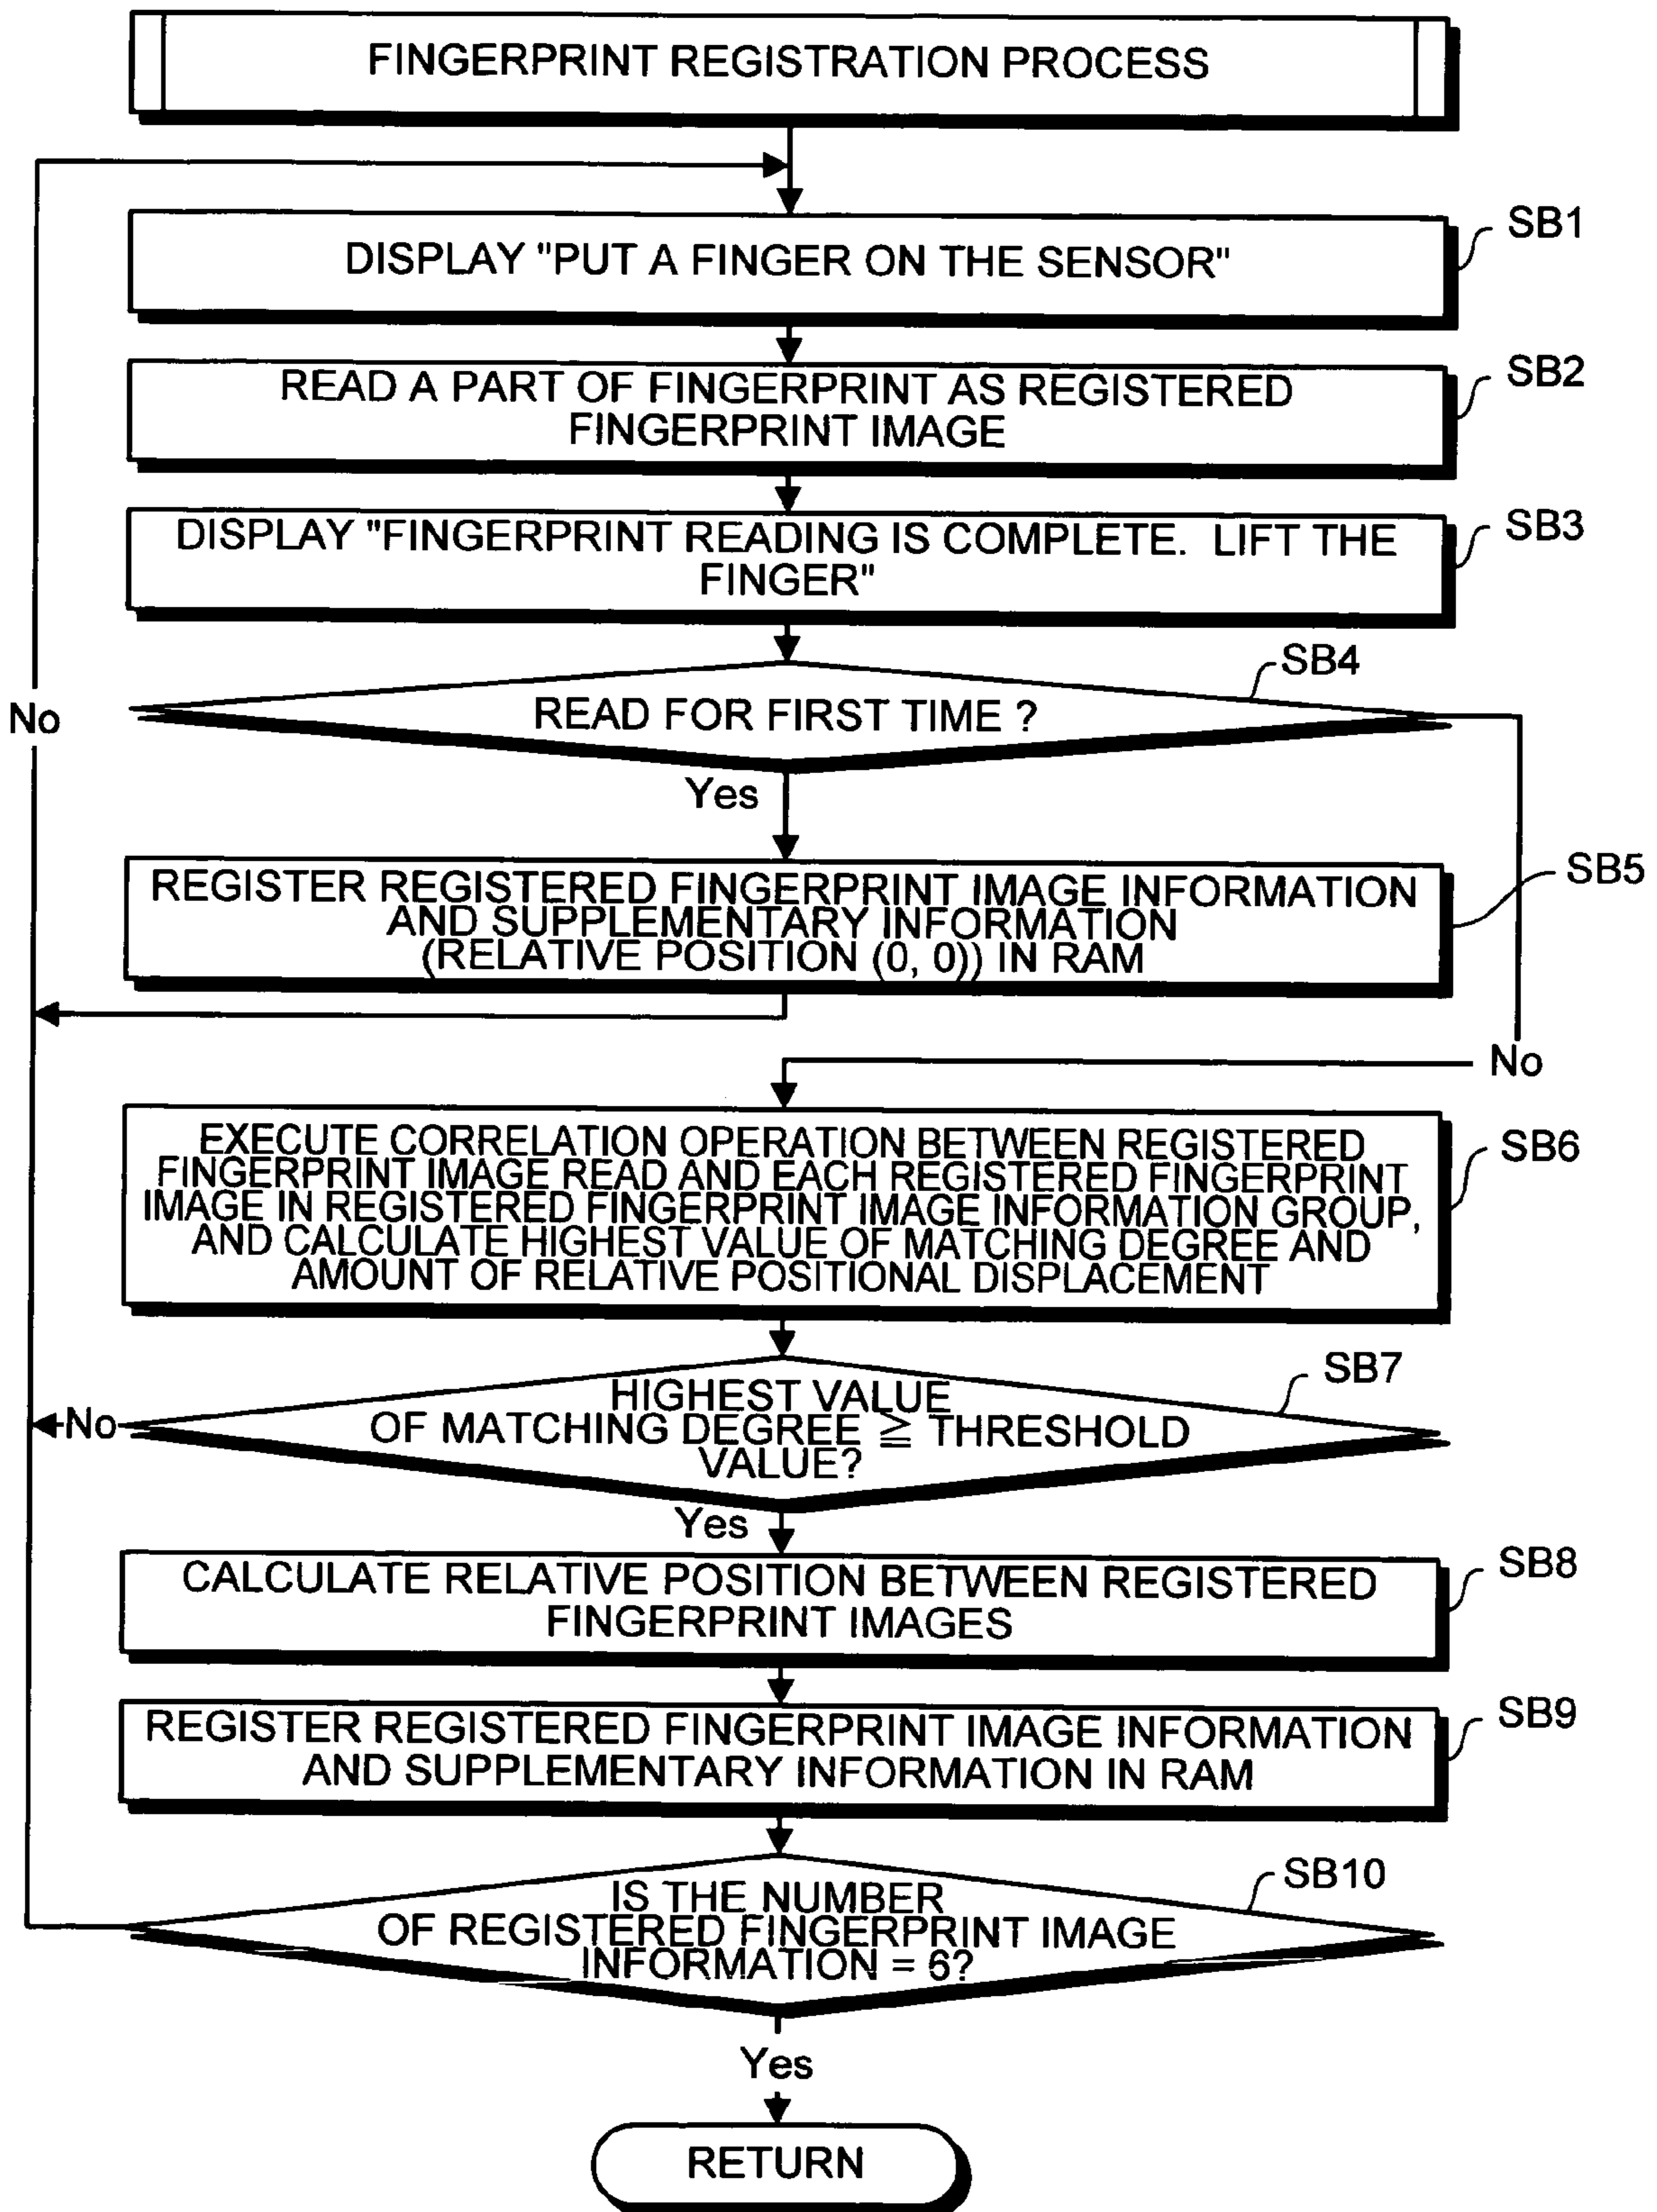 FINGERPRINT REGISTRATION PROCESS
SB1
DISPLAY "PUT A FINGER ON THE SENSOR"
SB2
READ A PART OF FINGERPRINT AS REGISTERED
FINGERPRINT IMAGE
SB3
DISPLAY "FINGERPRINT READING IS COMPLETE. LIFT THE
FINGER"
SB4
READ FOR FIRST TIME ?
No
Yes
SB5
REGISTER REGISTERED FINGERPRINT IMAGE INFORMATION
AND SUPPLEMENTARY INFORMATION
(RELATIVE POSITION (0, 0)) IN RAM
No
SB6
EXECUTE CORRELATION OPERATION BETWEEN REGISTERED
FINGERPRINT IMAGE READ AND EACH REGISTERED FINGERPRINT
IMAGE IN REGISTERED FINGERPRINT IMAGE INFORMATION GROUP,
AND CALCULATE HIGHEST VALUE OF MATCHING DEGREE AND
AMOUNT OF RELATIVE POSITIONAL DISPLACEMENT
SB7
HIGHEST VALUE
OF MATCHING DEGREE ≧ THRESHOLD
VALUE?
No
Yes
SB8
CALCULATE RELATIVE POSITION BETWEEN REGISTERED
FINGERPRINT IMAGES
SB9
REGISTER REGISTERED FINGERPRINT IMAGE INFORMATION
AND SUPPLEMENTARY INFORMATION IN RAM
SB10
IS THE NUMBER
OF REGISTERED FINGERPRINT IMAGE
INFORMATION = 6?
Yes
RETURN